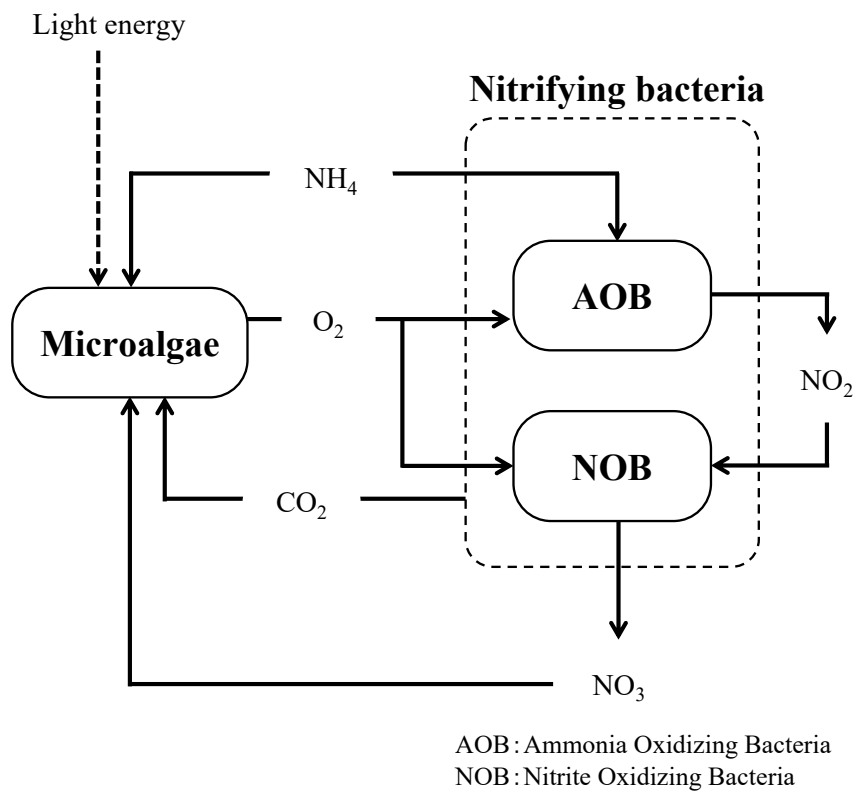 Light energy
Nitrifying bacteria
NH₄
AOB
Microalgae
O₂
NO₂
NOB
CO₂
NO₃
AOB：Ammonia Oxidizing Bacteria
NOB：Nitrite Oxidizing Bacteria